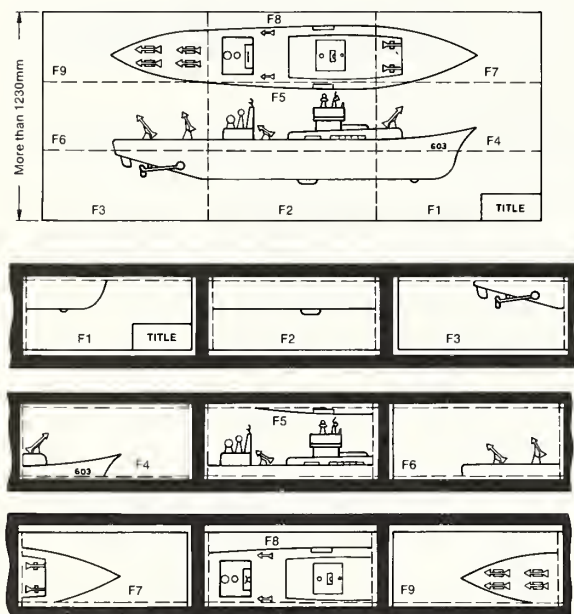 F8
F9
F7
F5
More than 1230mm
F6
F4
603
F3
F2
F1
TITLE
F1
TITLE
F2
F3
F4
603
F5
F6
F7
F8
F9